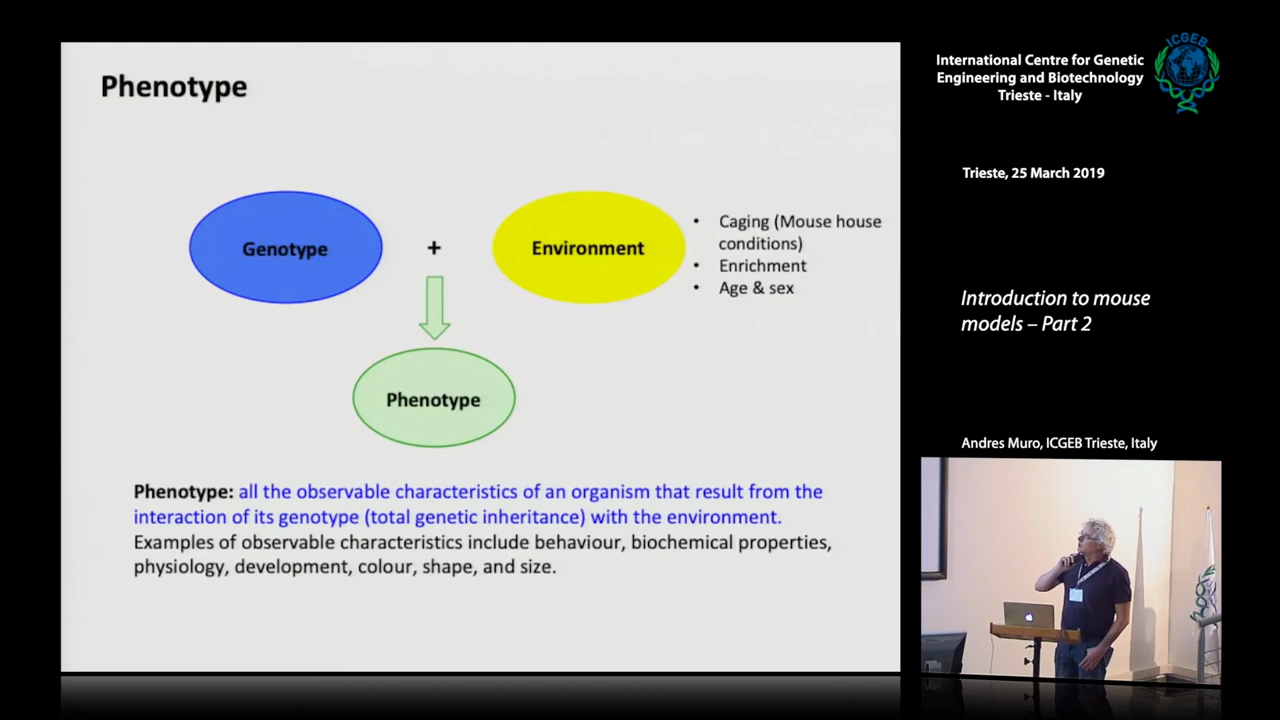 Phenotype
Genotype
+
Environment
• Caging (Mouse house
conditions)
• Enrichment
• Age & sex
Phenotype
Phenotype: all the observable characteristics of an organism that result from the
interaction of its genotype (total genetic inheritance) with the environment.
Examples of observable characteristics include behaviour, biochemical properties,
physiology, development, colour, shape, and size.
International Centre for Genetic
Engineering and Biotechnology
Trieste - Italy
ICGEB
Trieste, 25 March 2019
Introduction to mouse
models – Part 2
Andres Muro, ICGEB Trieste, Italy